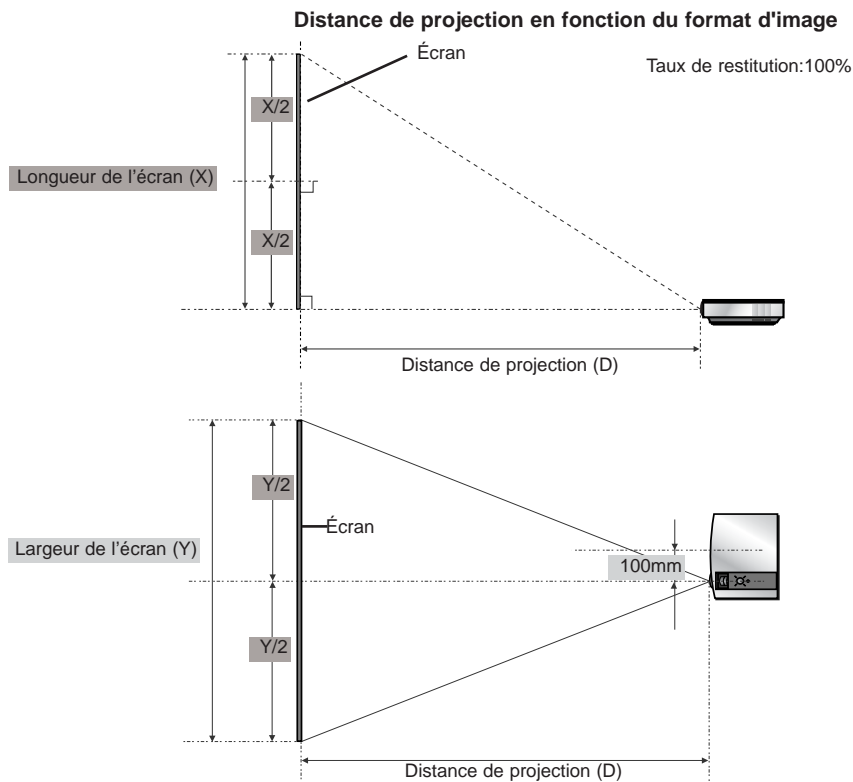 Distance de projection en fonction du format d'image
Écran
Taux de restitution:100%
X/2
Longueur de l’écran (X)
X/2
Distance de projection (D)
Y/2
Écran
Largeur de l’écran (Y)
100mm
Y/2
Distance de projection (D)